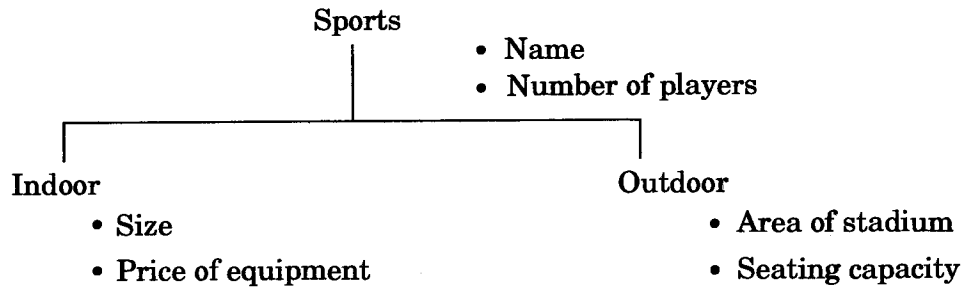 Sports
• Name
• Number of players
Indoor
• Size
• Price of equipment
Outdoor
• Area of stadium
• Seating capacity